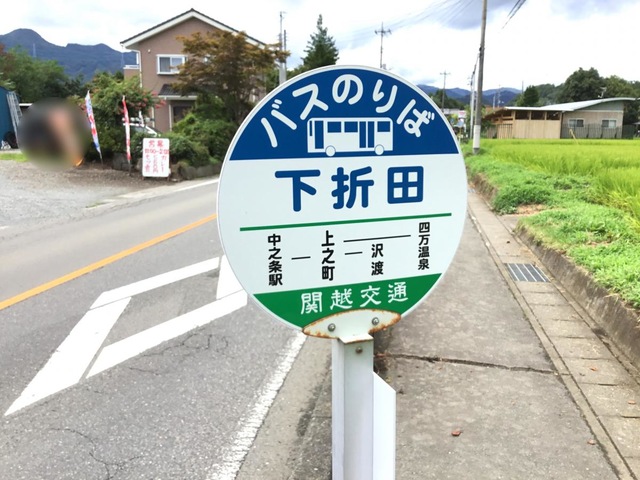 バスのりば
下折田
中之条駅 ― 上之町 ― 沢渡
四万温泉
関越交通